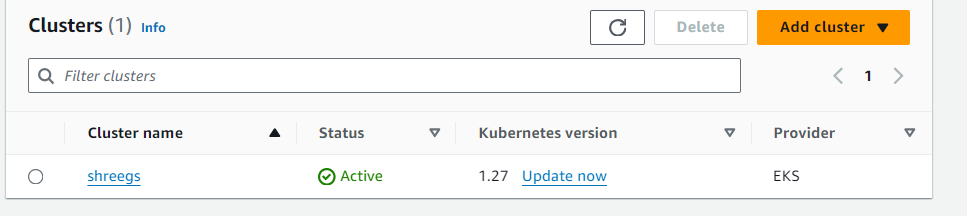 Clusters (1) Info
Delete
Add cluster
Filter clusters
1
Cluster name Status Kubernetes version Provider
shreegs Active 1.27 Update now EKS